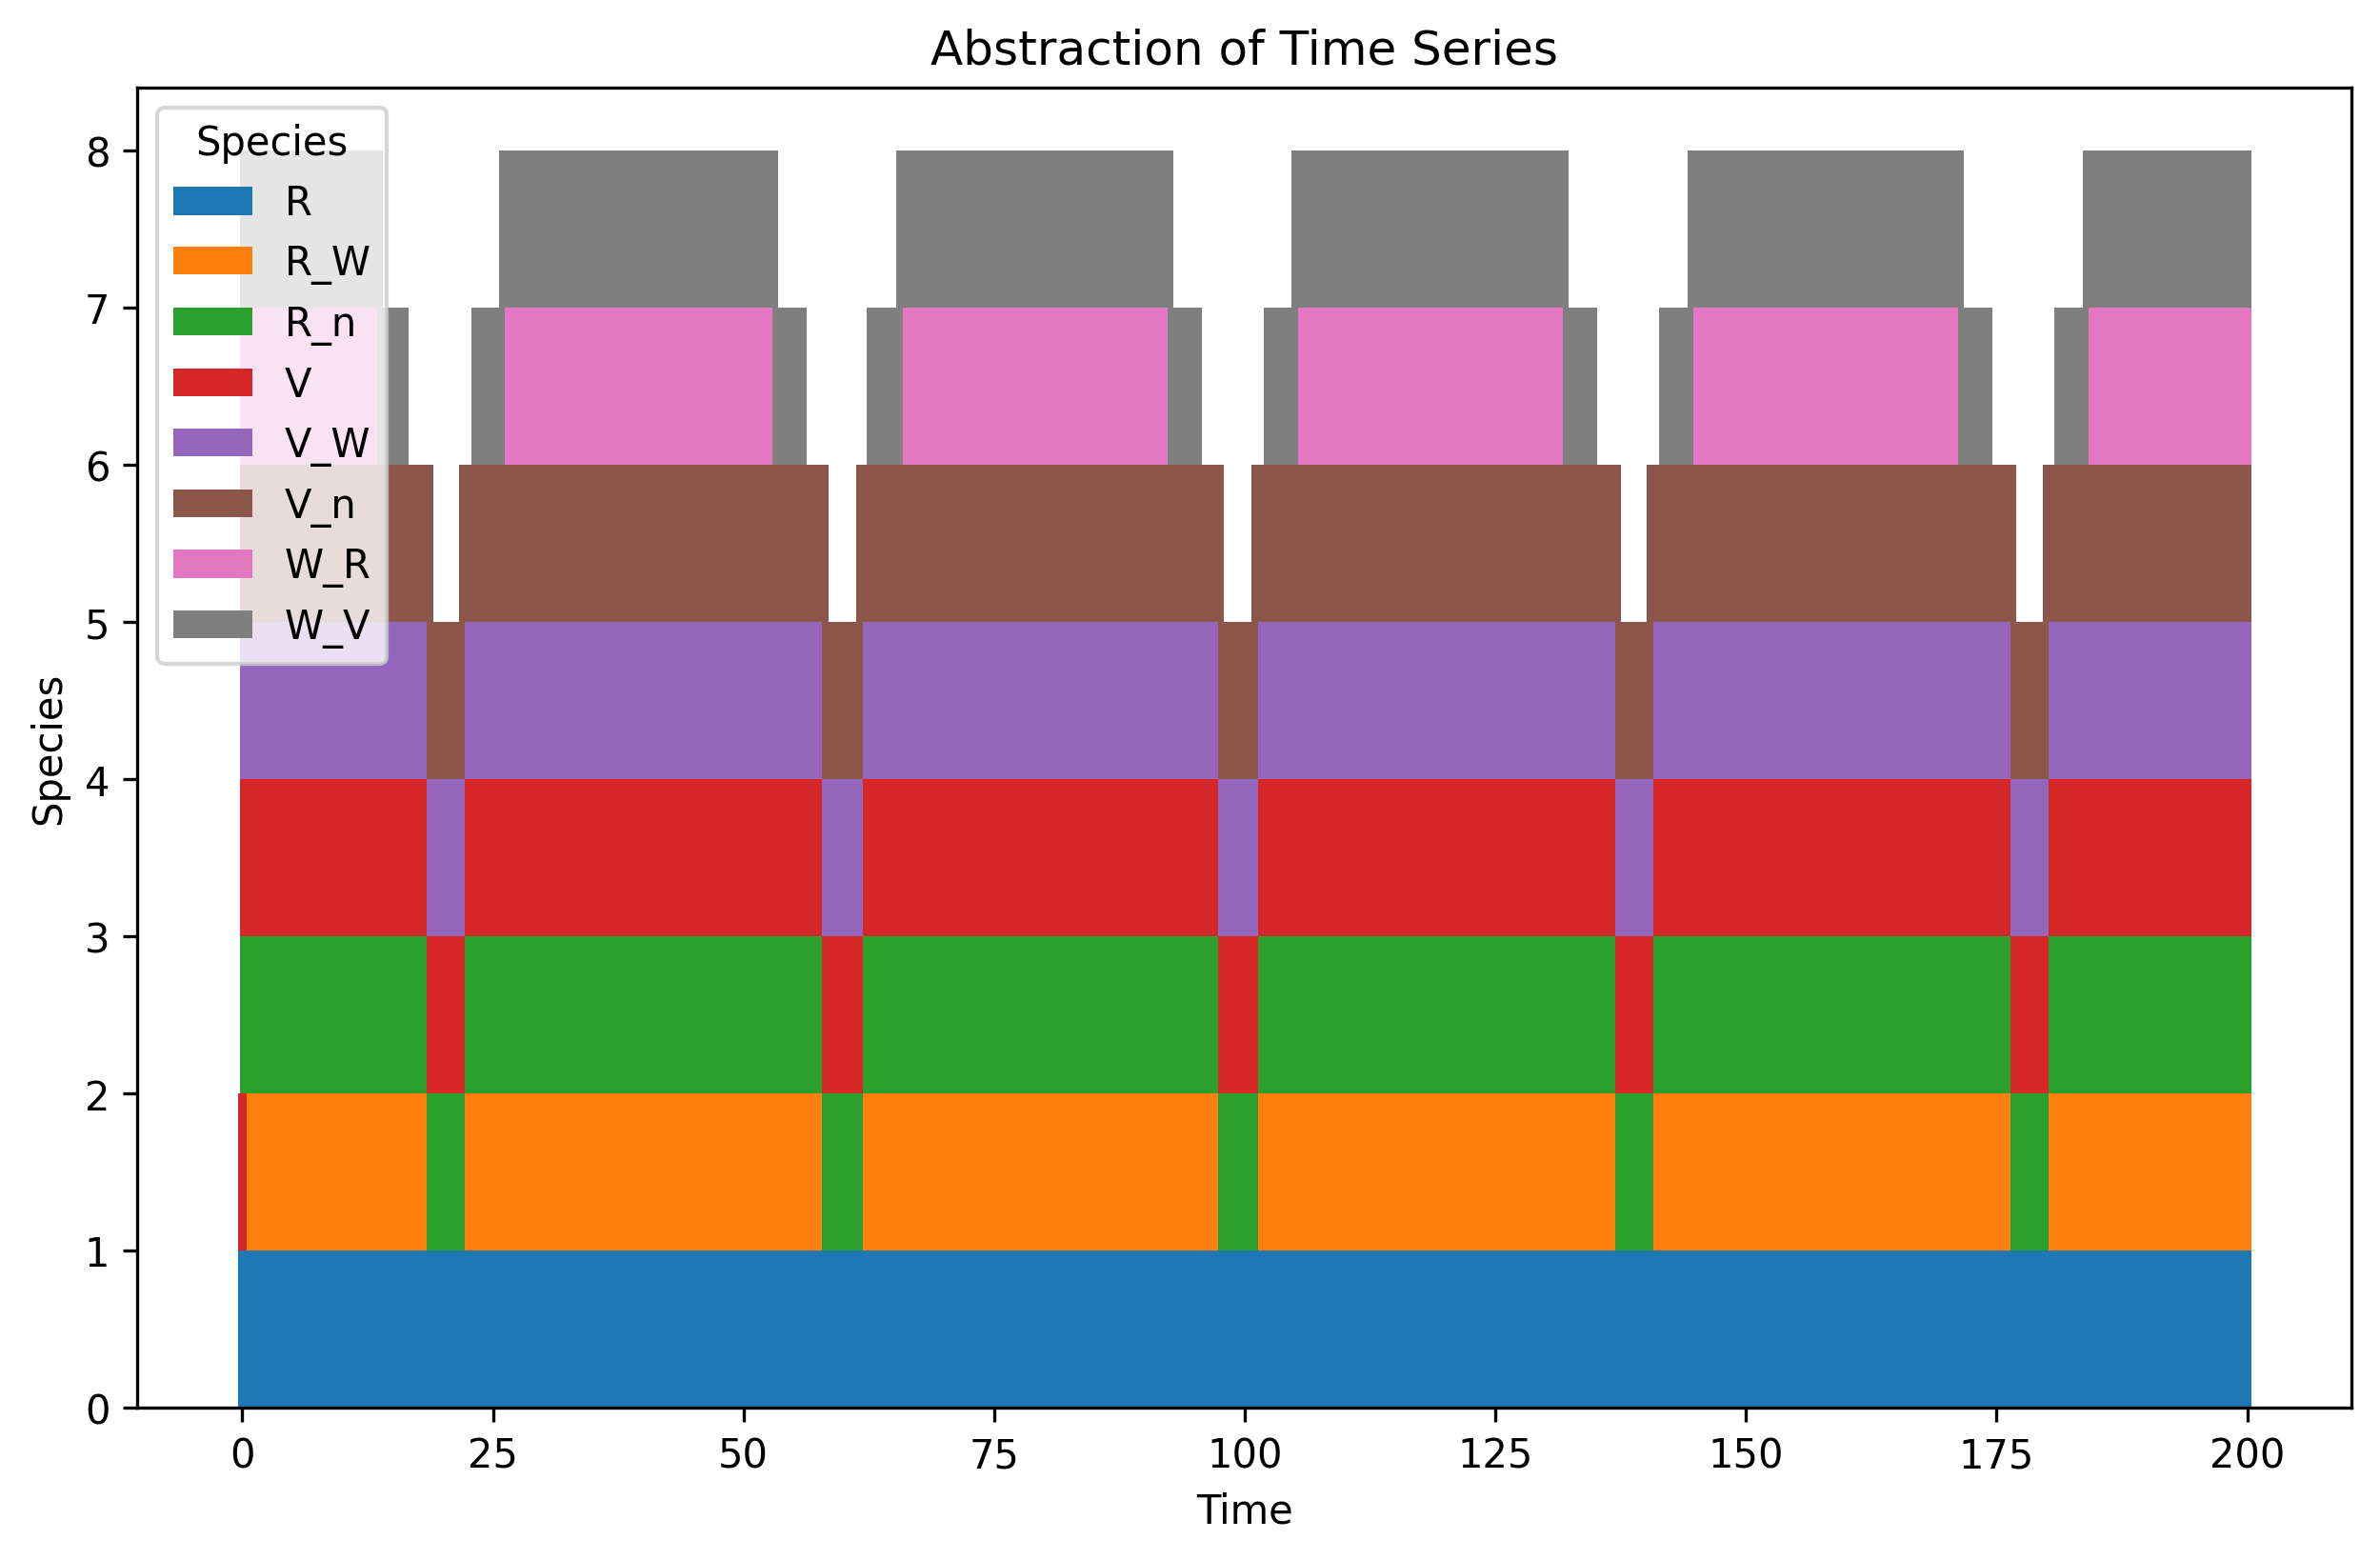 Abstraction of Time Series
Species
R
R_W
R_n
V
V_W
V_n
W_R
W_V
Species
8
7
6
5
4
3
2
1
0
0 25 50 75 100 125 150 175 200
Time